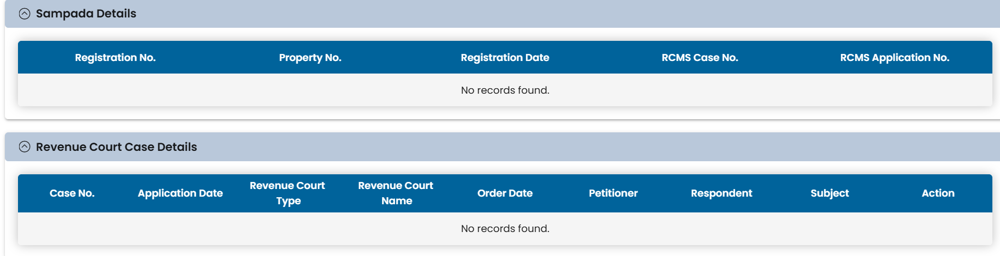 Sampada Details
Registration No. Property No. Registration Date RCMS Case No. RCMS Application No.
No records found.
Revenue Court Case Details
Case No. Application Date Revenue Court Type Revenue Court Name Order Date Petitioner Respondent Subject Action
No records found.